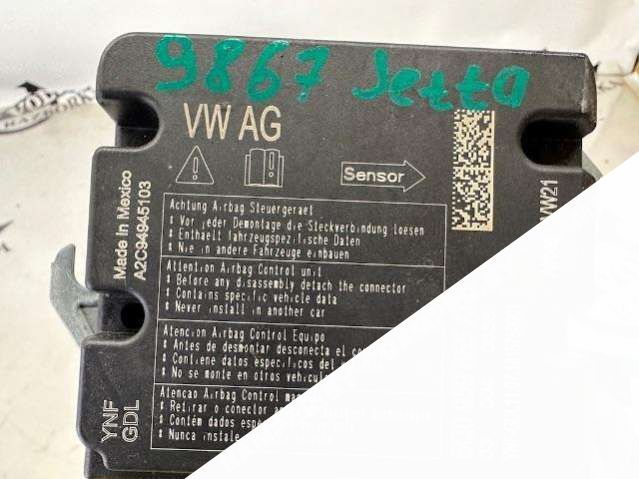 9867 Jetta
VW AG
Sensor
Made in Mexico
A2C94945103
VW21
Achtung Airbag Steuergeraet
* Vor jeder Demontage die Steckverbindung loesen
* Enthaelt fahrzeugspezifische Daten
* Nie in andere Fahrzeuge einbauen
Attention Airbag Control unit
* Before any disassembly detach the connector
* Contains specific vehicle data
* Never install in another car
Atencion Airbag Control Equipo
* Antes de desmontar desconecta el
* Contiene datos especificos del
* No se monte en otros
Atencao Airbag Control
* Retirar o conector
* Contém dados
* Nunca instale
YNF
GDL